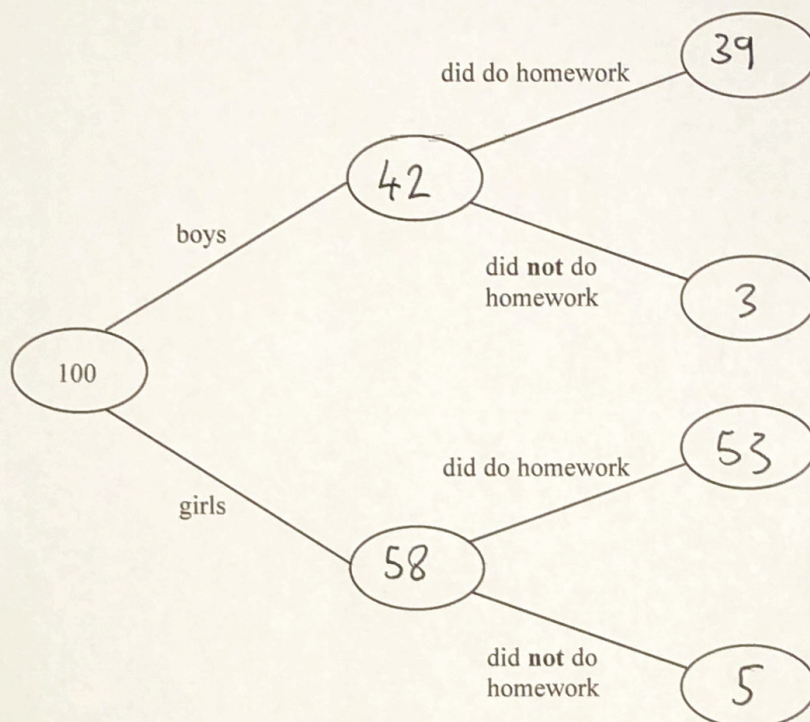 did do homework
39
42
boys
did not do
homework
3
100
did do homework
53
girls
58
did not do
homework
5